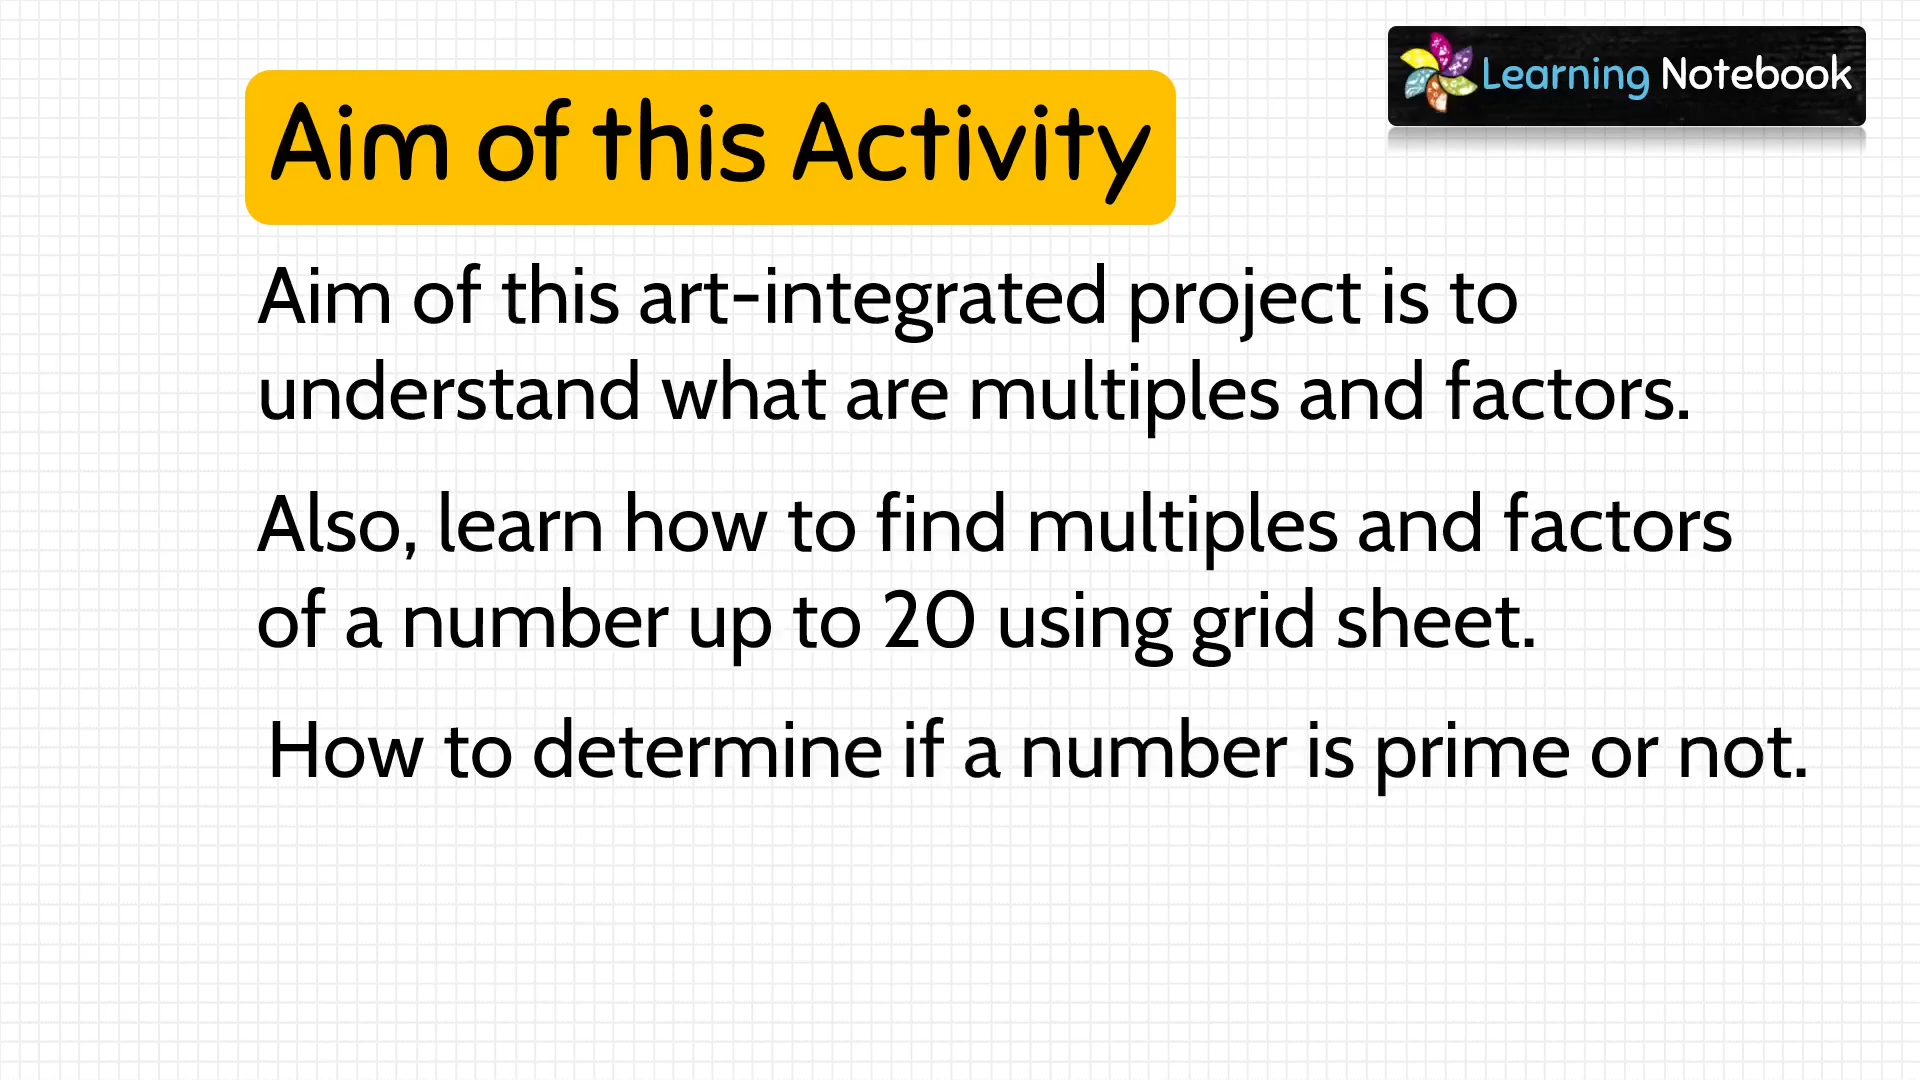 Learning Notebook
Aim of this Activity
Aim of this art-integrated project is to
understand what are multiples and factors.
Also, learn how to find multiples and factors
of a number up to 20 using grid sheet.
How to determine if a number is prime or not.